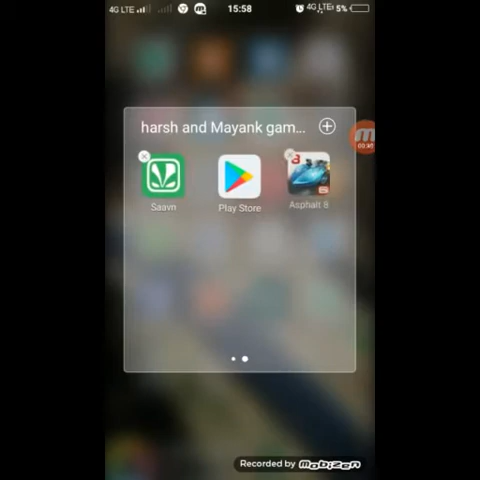 4G LTE 15:58 4G LTE 5%
harsh and Mayank gam...
Saavn Play Store Asphalt 8
Recorded by mobizen